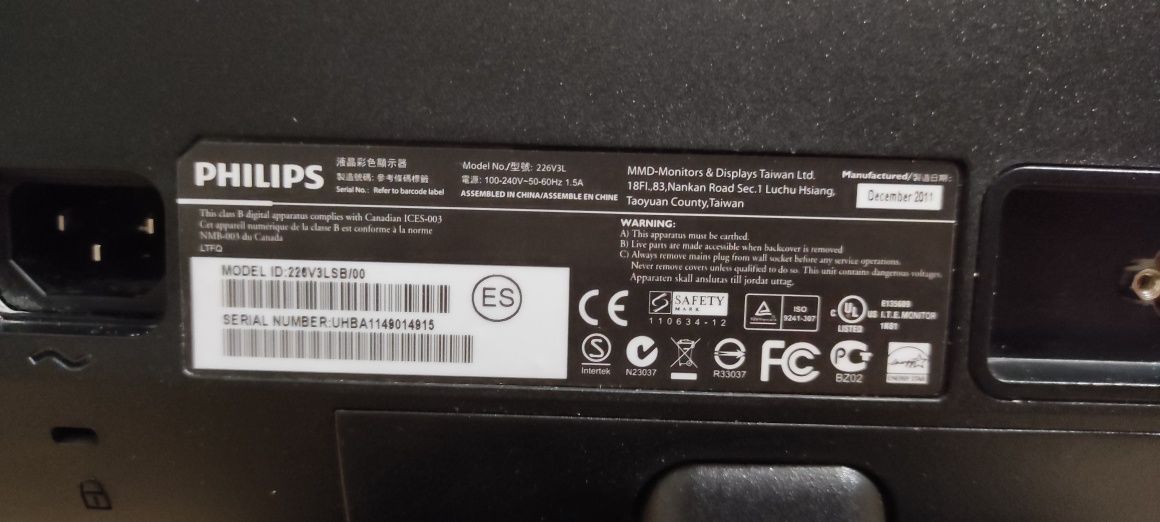 PHILIPS
液晶彩色顯示器
製造號碼: 參考條碼標籤
Serial No.: Refer to barcode label
Model No./型號: 226V3L
電源: 100-240V~50-60Hz 1.5A
ASSEMBLED IN CHINA/ASSEMBLE EN CHINE
MMD-Monitors & Displays Taiwan Ltd.
18Fl.,83,Nankan Road Sec.1 Luchu Hsiang,
Taoyuan County,Taiwan
Manufactured/製造日期:
December 2011
This class B digital apparatus complies with Canadian ICES-003
Cet appareil numérique de la classe B est conforme à la norme
NMB-003 du Canada
LTFQ
WARNING:
A) This apparatus must be earthed.
B) Live parts are made accessible when backcover is removed
C) Always remove mains plug from wall socket before any service operations.
Never remove covers unless qualified to do so. This unit contains dangerous voltages.
Apparaten skall anslutas till jordat uttag.
MODEL ID:226V3LSB/00
SERIAL NUMBER:UHBA1149014915
ES
CE
S SAFETY
MARK
110634-12
ISO
9241-307
C UL US
LISTED
E135609
I.T.E.MONITOR
1K61
S
Intertek
N23037
R33037
FC
PCT
BZ02
ENERGY STAR